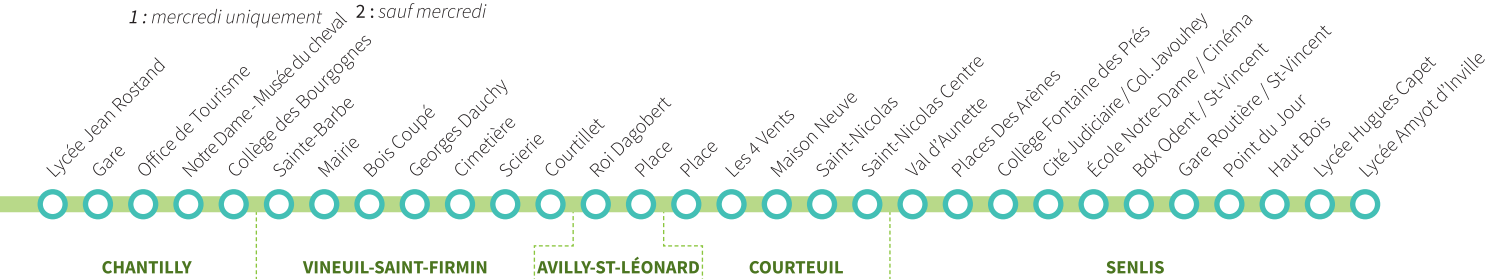 1 : mercredi uniquement
2 : sauf mercredi
Lycée Jean Rostand
Gare
Office de Tourisme
Notre Dame - Musée du cheval
Collège des Bourgognes
Sainte-Barbe
Mairie
Bois Coupé
Georges Dauchy
Cimetière
Scierie
Courtillet
Roi Dagobert
Place
Place
Les 4 Vents
Maison Neuve
Saint-Nicolas
Saint-Nicolas Centre
Val d'Aunette
Places Des Arènes
Collège Fontaine des Prés
Cité Judiciaire / Col. Javouhey
École Notre-Dame / Cinéma
Bdx Odent / St-Vincent
Gare Routière / St-Vincent
Point du Jour
Haut Bois
Lycée Hugues Capet
Lycée Amyot d'Inville
CHANTILLY
VINEUIL-SAINT-FIRMIN
AVILLY-ST-LÉONARD
COURTEUIL
SENLIS